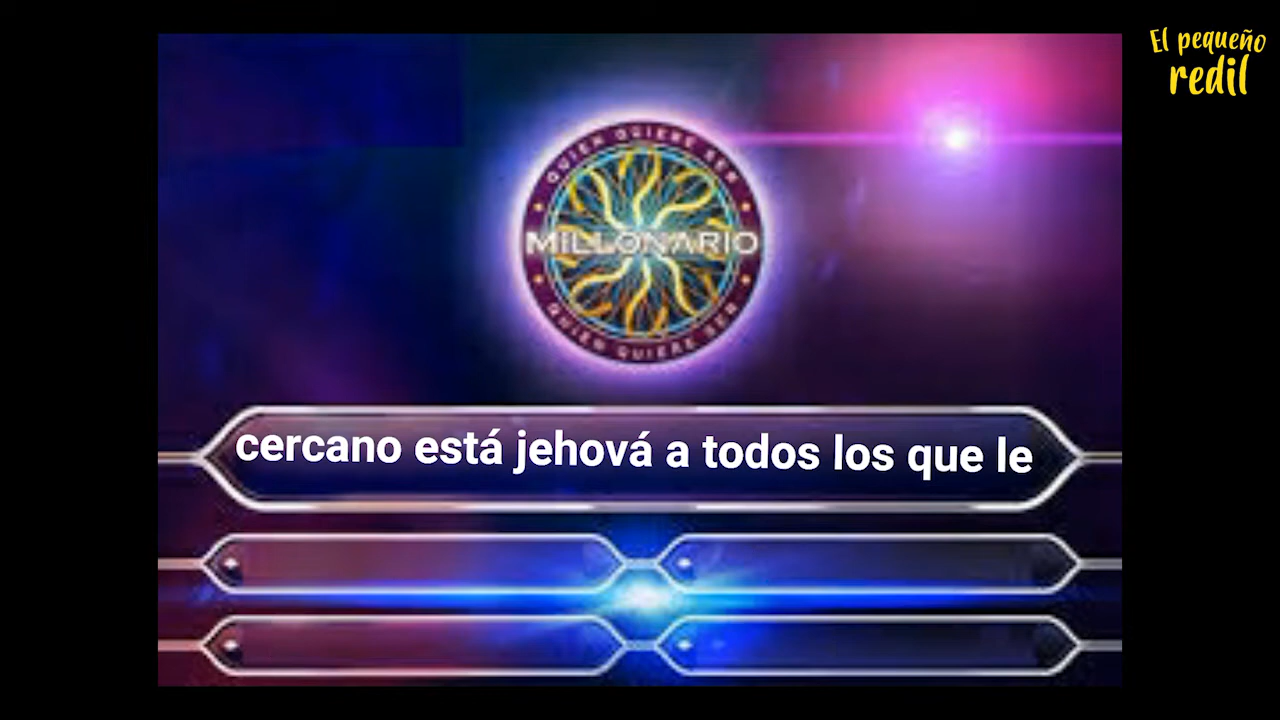 El pequeño
redil
QUIEN QUIERE SER
MILLONARIO
QUIEN QUIERE SER
cercano está jehová a todos los que le